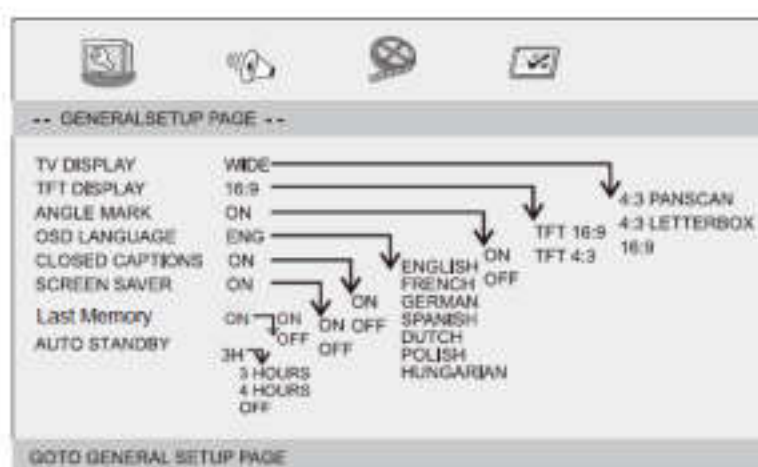 -- GENERALSETUP PAGE --
TV DISPLAY WIDE
TFT DISPLAY 16:9
ANGLE MARK ON
OSD LANGUAGE ENG
CLOSED CAPTIONS ON
SCREEN SAVER ON
Last Memory ON
AUTO STANDBY 3H
4:3 PANSCAN
4:3 LETTERBOX
16:9
TFT 16:9
TFT 4:3
ON
OFF
ENGLISH
FRENCH
GERMAN
SPANISH
DUTCH
POLISH
HUNGARIAN
ON
OFF
ON
OFF
ON
OFF
3 HOURS
4 HOURS
OFF
GOTO GENERAL SETUP PAGE